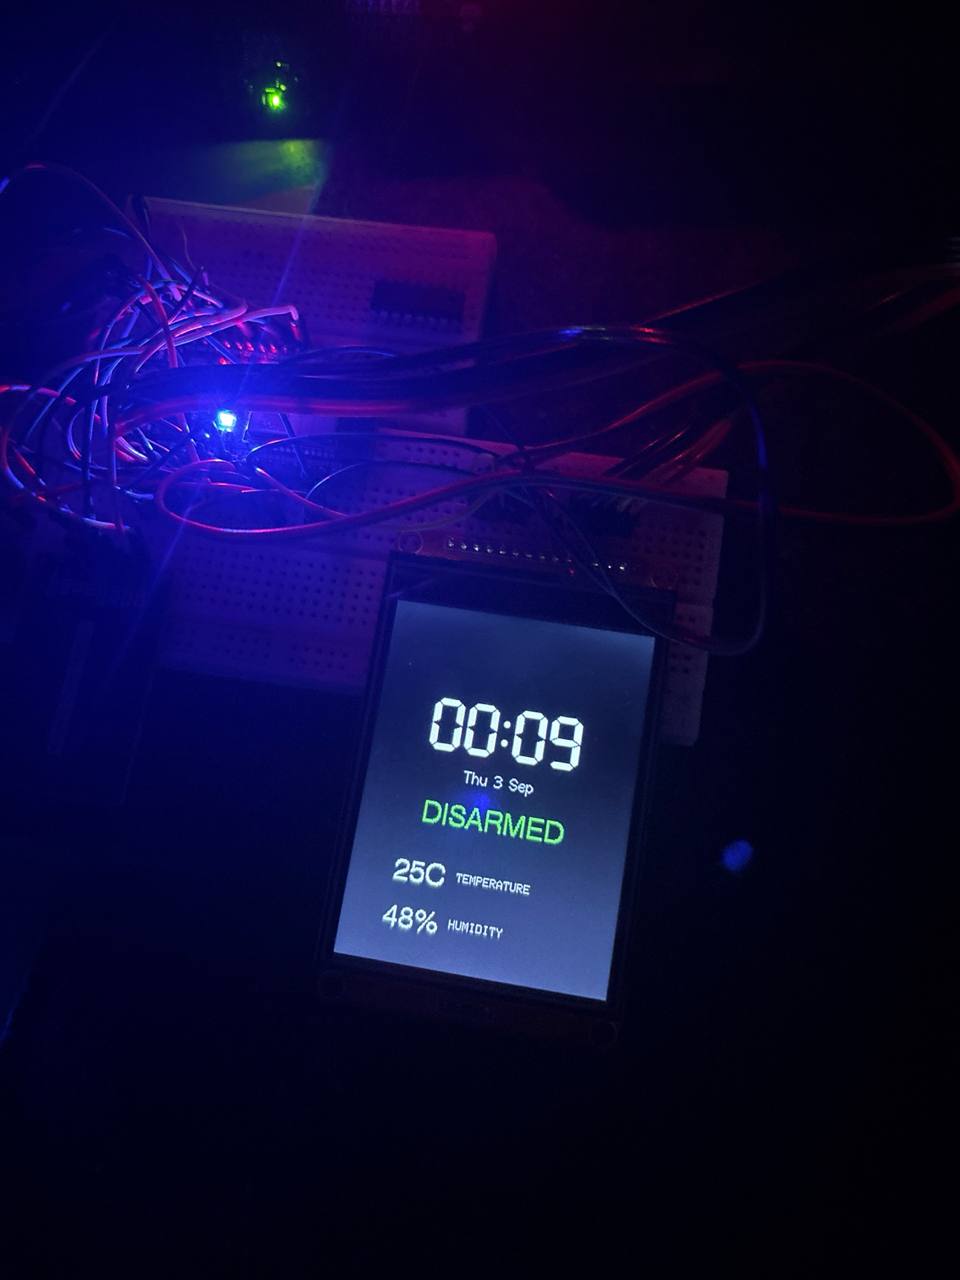 00:09
Thu 3 Sep
DISARMED
25C TEMPERATURE
48% HUMIDITY